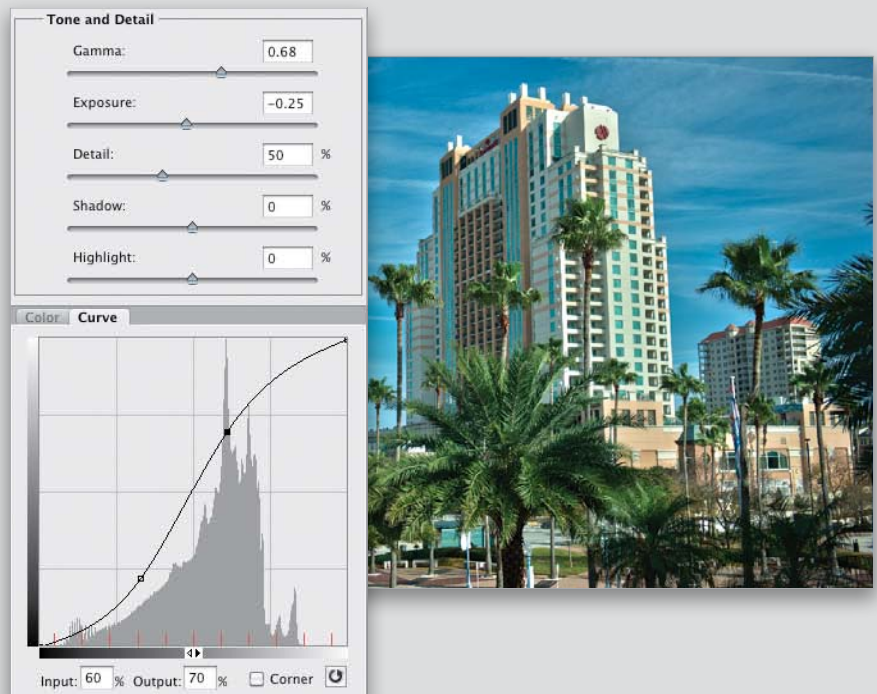 Tone and Detail
Gamma: 0.68
Exposure: -0.25
Detail: 50 %
Shadow: 0 %
Highlight: 0 %
Color Curve
Input: 60 % Output: 70 % Corner